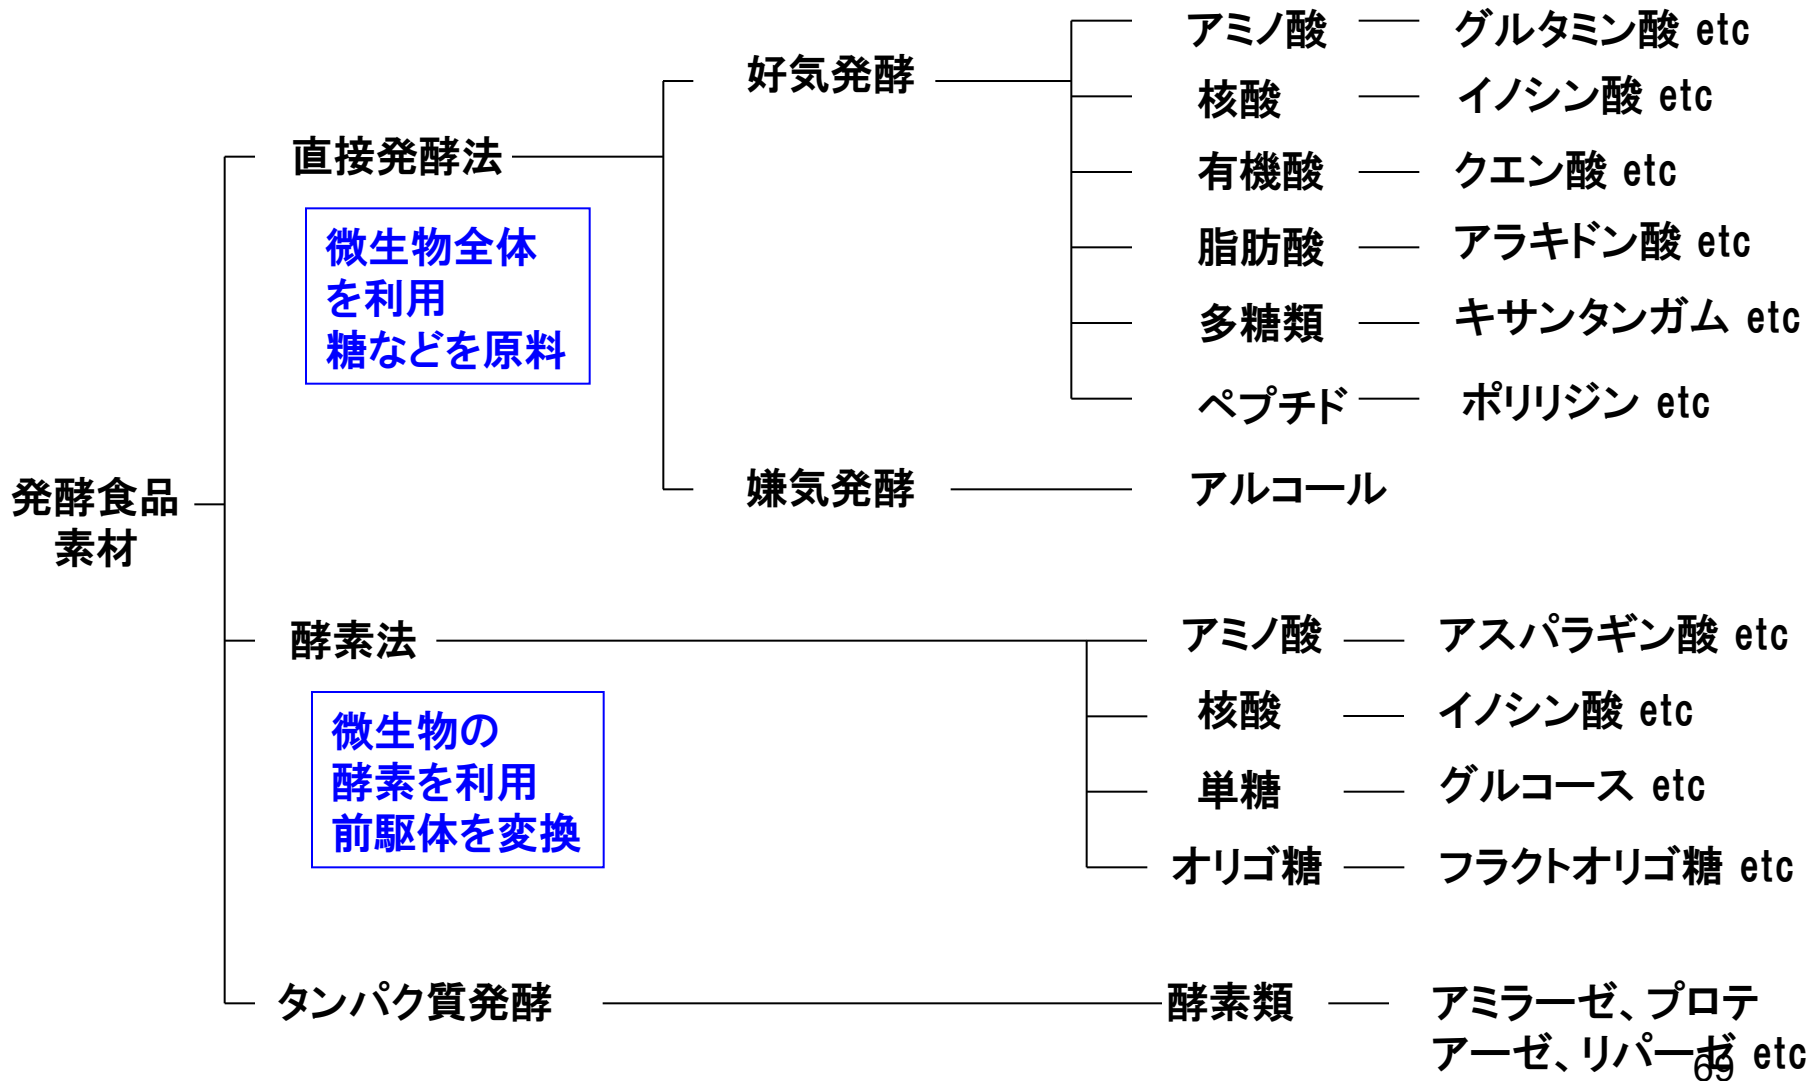 発酵食品
素材
直接発酵法
微生物全体
を利用
糖などを原料
好気発酵
アミノ酸 グルタミン酸 etc
核酸 イノシン酸 etc
有機酸 クエン酸 etc
脂肪酸 アラキドン酸 etc
多糖類 キサンタンガム etc
ペプチド ポリリジン etc
嫌気発酵 アルコール
酵素法
微生物の
酵素を利用
前駆体を変換
アミノ酸 アスパラギン酸 etc
核酸 イノシン酸 etc
単糖 グルコース etc
オリゴ糖 フラクトオリゴ糖 etc
タンパク質発酵 酵素類 アミラーゼ、プロテ
アーゼ、リパーゼ etc
69